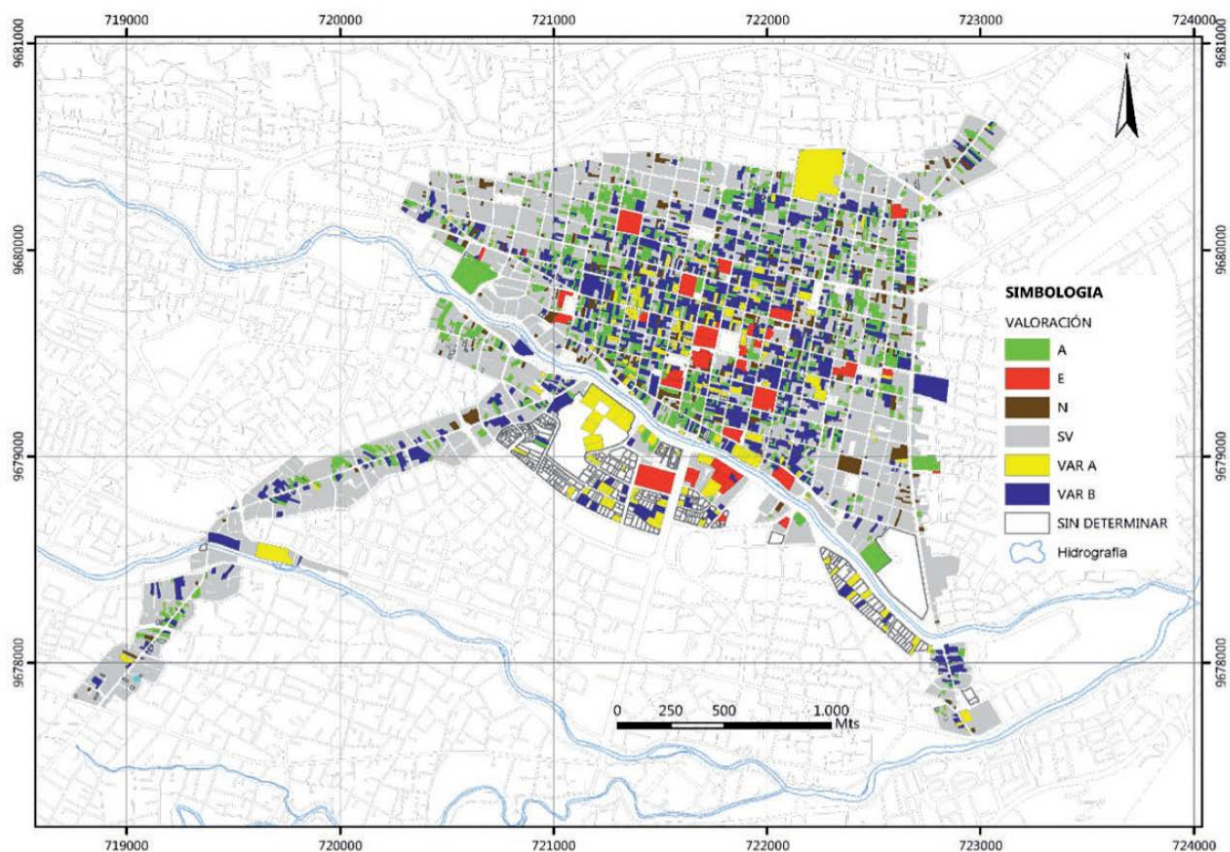 719000 720000 721000 722000 723000 724000
9681000 9681000
N
9680000 9680000
SIMBOLOGIA
VALORACIÓN
A
E
N
SV
VAR A
VAR B
SIN DETERMINAR
Hidrografía
9679000 9679000
9678000 9678000
0 250 500 1.000
Mts
719000 720000 721000 722000 723000 724000